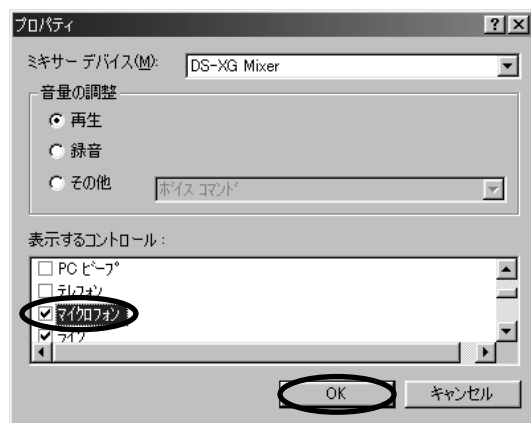 プロパティ
ミキサー デバイス(M): DS-XG Mixer
音量の調整
再生
録音
その他 ボイス コマンド
表示するコントロール :
PC ビープ
テレフォン
マイクロフォン
ライン
OK キャンセル